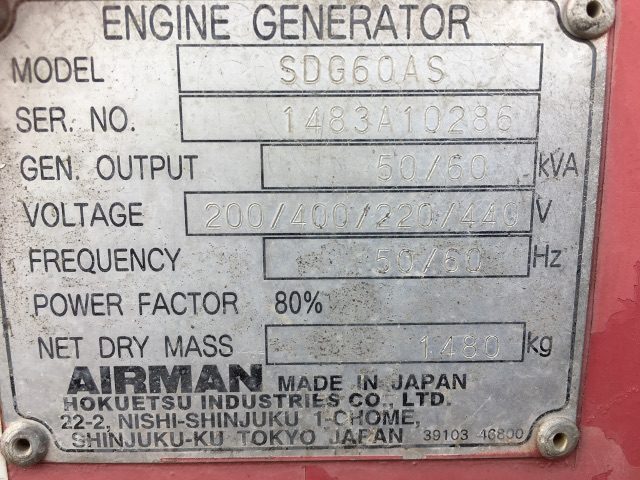 ENGINE GENERATOR
MODEL SDG60AS
SER. NO. 1483A10286
GEN. OUTPUT 50/60 kVA
VOLTAGE 200/400/220/440 V
FREQUENCY 50/60 Hz
POWER FACTOR 80%
NET DRY MASS 1480 kg
AIRMAN MADE IN JAPAN
HOKUETSU INDUSTRIES CO., LTD.
22-2, NISHI-SHINJUKU 1-CHOME,
SHINJUKU-KU TOKYO JAPAN 39103 46800